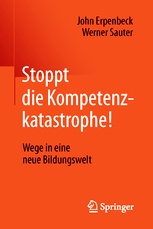 John Erpenbeck
Werner Sauter
Stoppt
die Kompetenz-
katastrophe!
Wege in eine
neue Bildungswelt
Springer